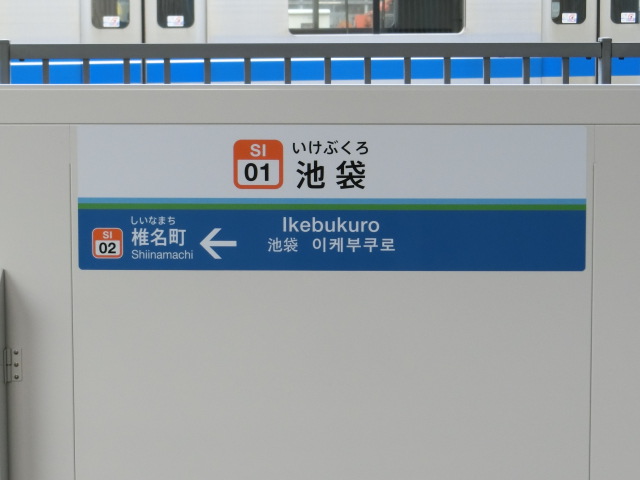 SI
01
いけぶくろ
池袋
SI
02
しいなまち
椎名町
Shiinamachi
Ikebukuro
池袋 이케부쿠로